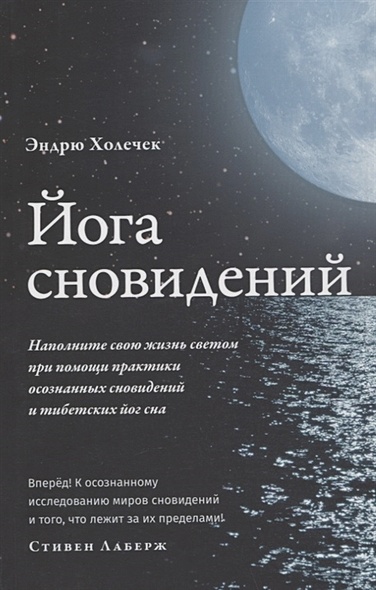 Эндрю Холечек
Йога
сновидений
Наполните свою жизнь светом
при помощи практики
осознанных сновидений
и тибетских йог сна
Вперёд! К осознанному
исследованию миров сновидений
и того, что лежит за их пределами!
Стивен Лаберж